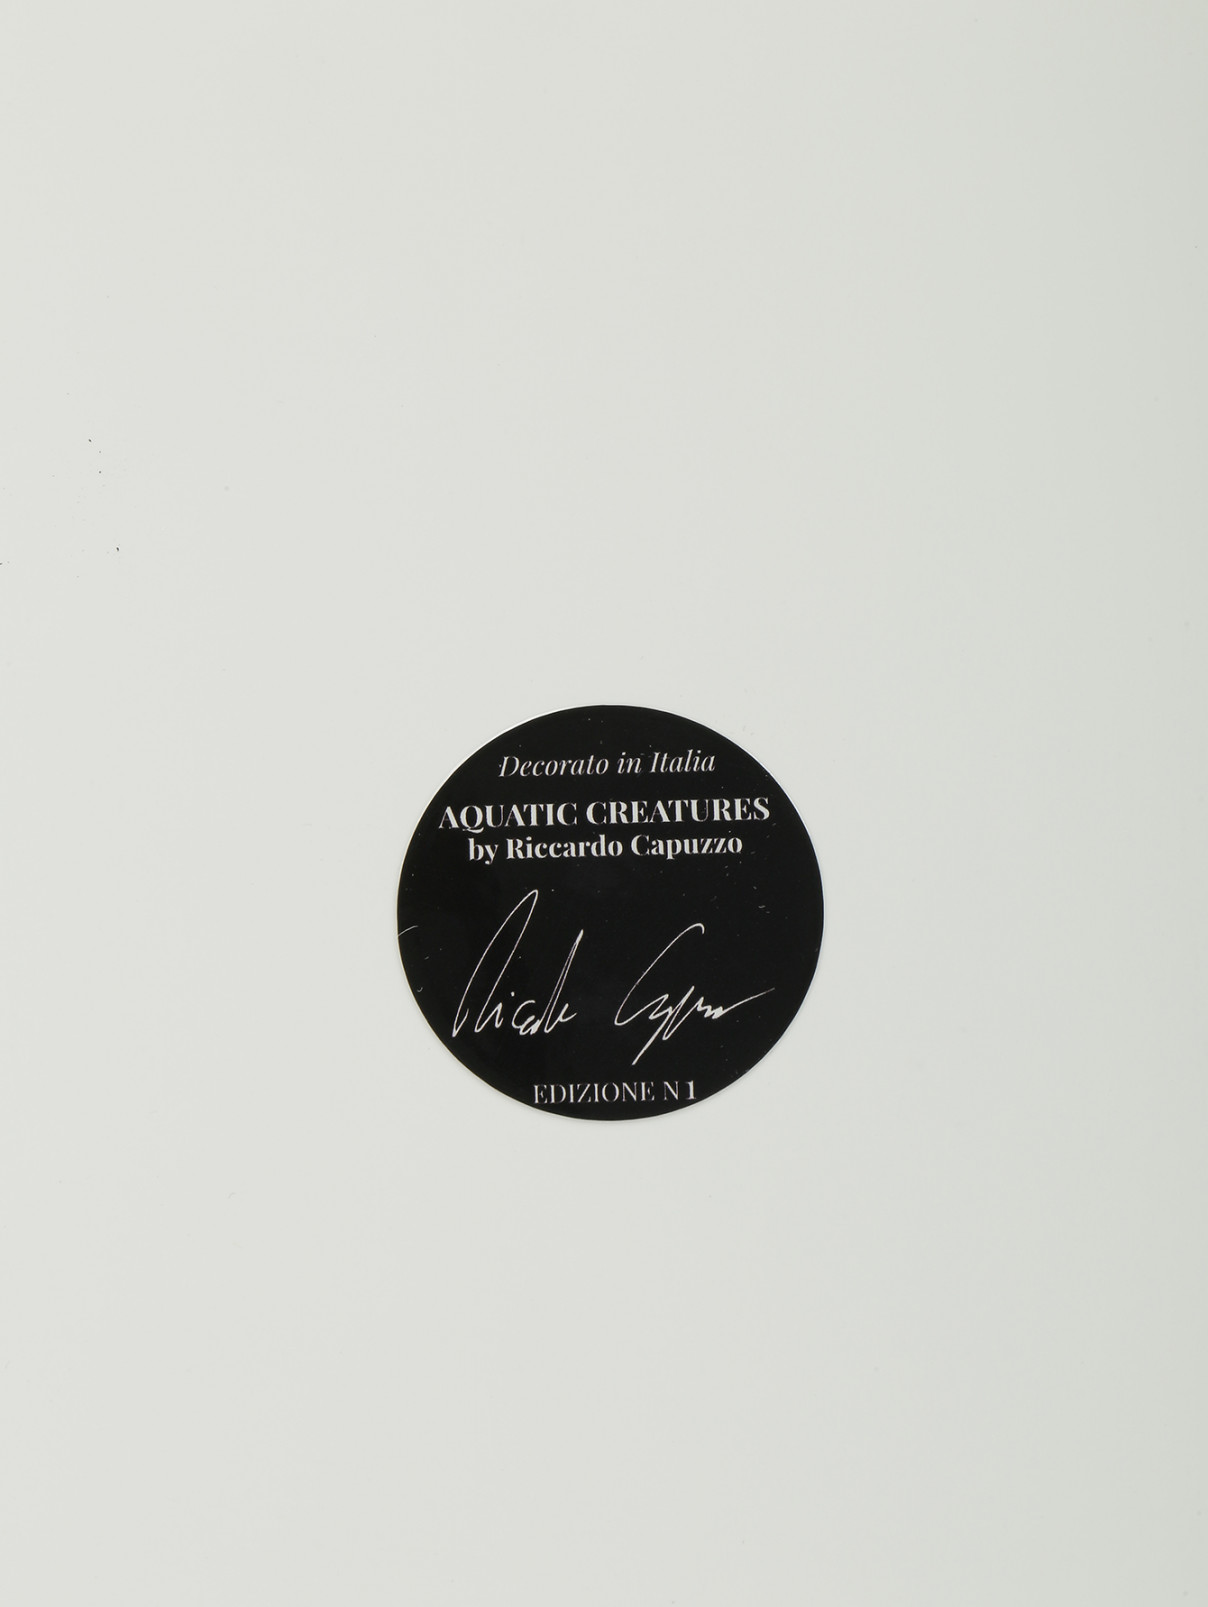 Decorato in Italia
AQUATIC CREATURES
by Riccardo Capuzzo
EDIZIONE N 1